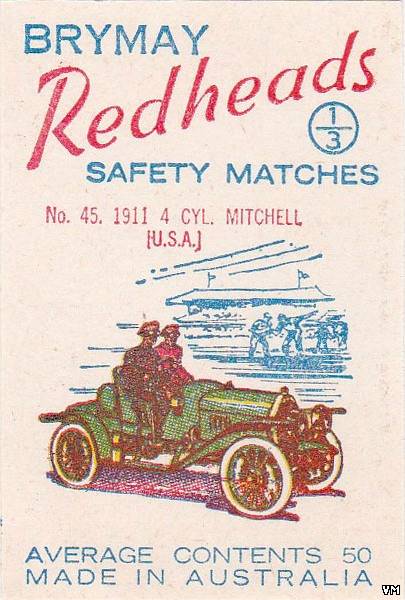 BRYMAY
Redheads
1/3
SAFETY MATCHES
No. 45. 1911 4 CYL. MITCHELL
[U.S.A.]
AVERAGE CONTENTS 50
MADE IN AUSTRALIA
VM